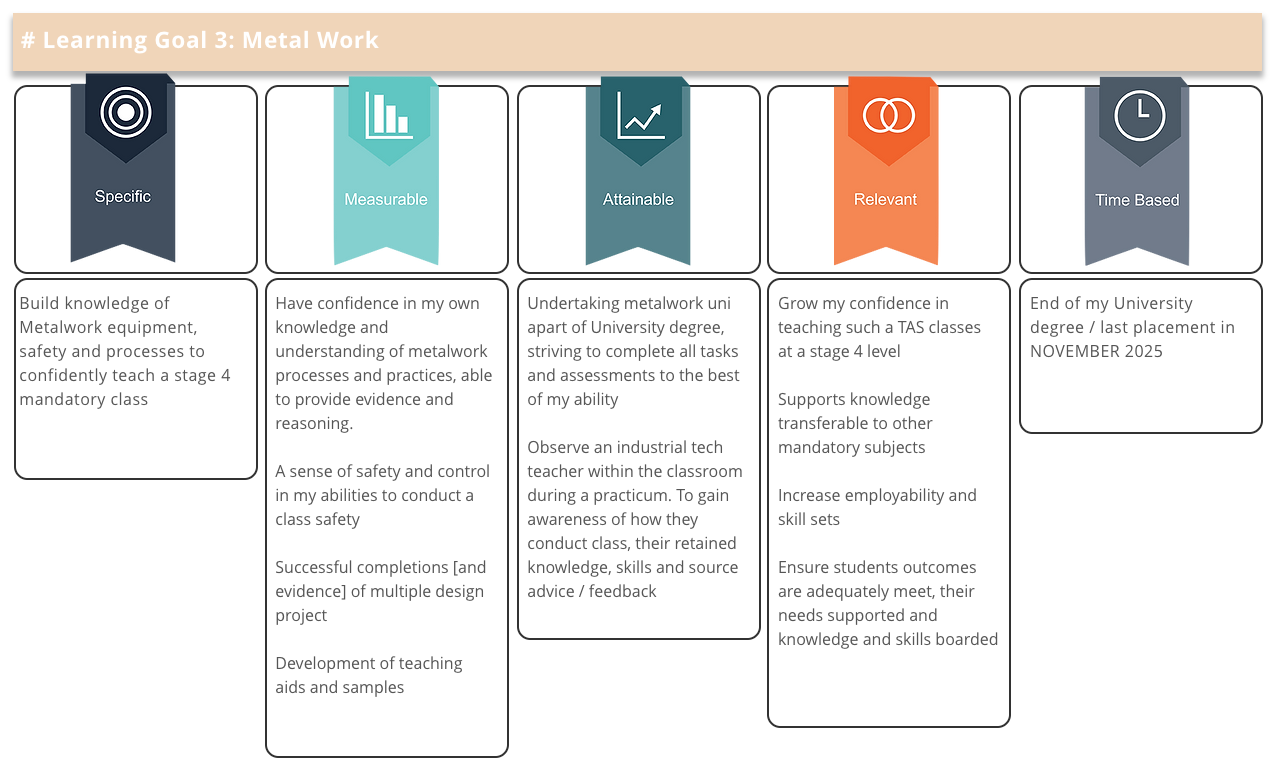 # Learning Goal 3: Metal Work
Specific
Measurable
Attainable
Relevant
Time Based
Build knowledge of
Metalwork equipment,
safety and processes to
confidently teach a stage 4
mandatory class
Have confidence in my own
knowledge and
understanding of metalwork
processes and practices, able
to provide evidence and
reasoning.
A sense of safety and control
in my abilities to conduct a
class safety
Successful completions [and
evidence] of multiple design
project
Development of teaching
aids and samples
Undertaking metalwork uni
apart of University degree,
striving to complete all tasks
and assessments to the best
of my ability
Observe an industrial tech
teacher within the classroom
during a practicum. To gain
awareness of how they
conduct class, their retained
knowledge, skills and source
advice / feedback
Grow my confidence in
teaching such a TAS classes
at a stage 4 level
Supports knowledge
transferable to other
mandatory subjects
Increase employability and
skill sets
Ensure students outcomes
are adequately meet, their
needs supported and
knowledge and skills boarded
End of my University
degree / last placement in
NOVEMBER 2025